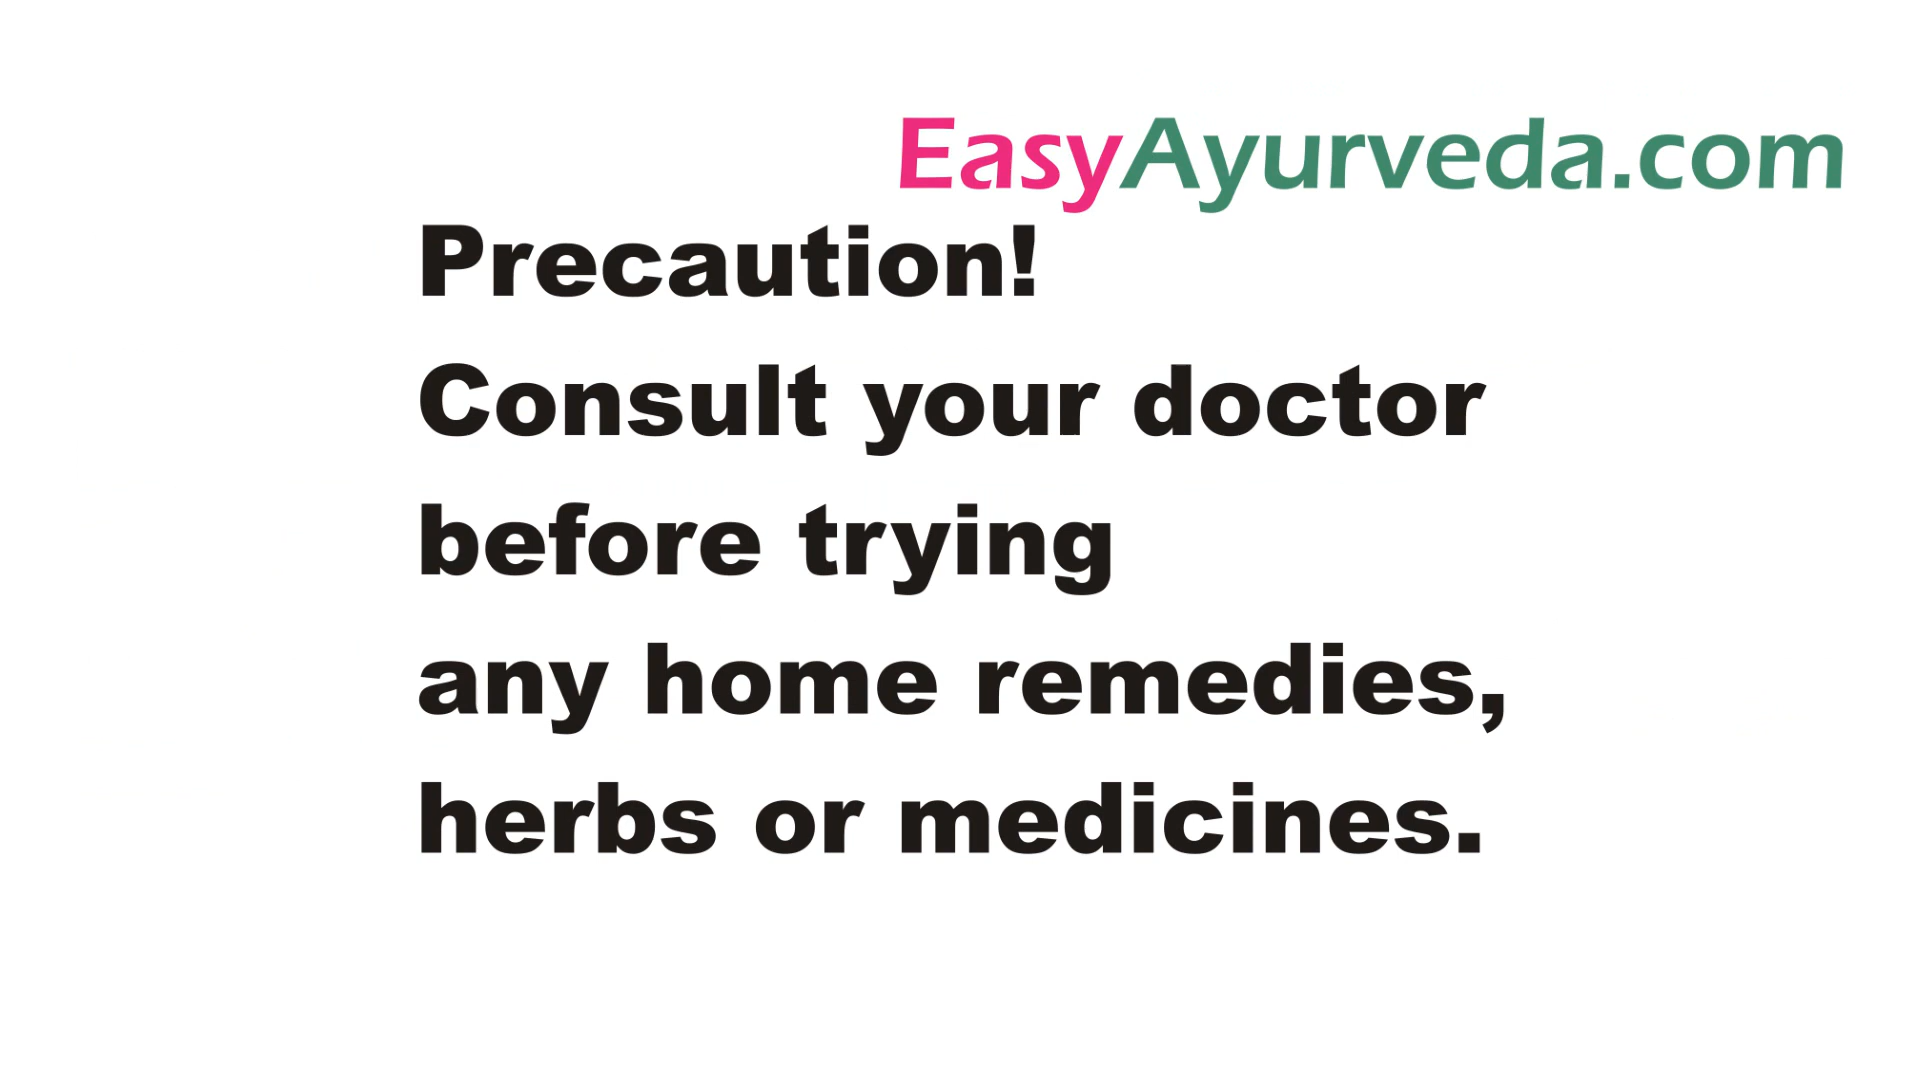 EasyAyurveda.com
Precaution!
Consult your doctor
before trying
any home remedies,
herbs or medicines.